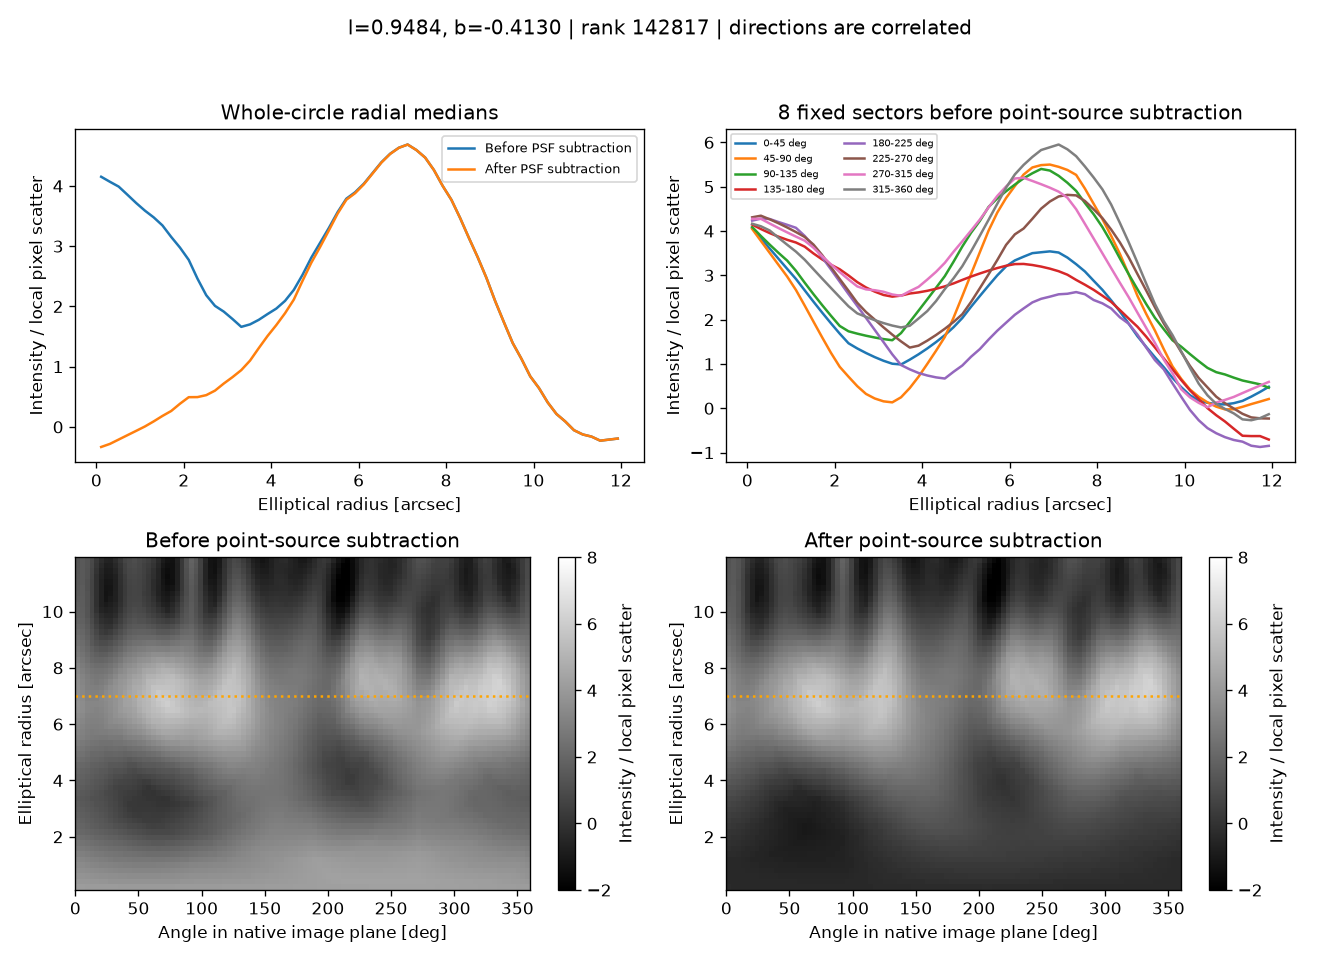 l=0.9484, b=-0.4130 | rank 142817 | directions are correlated
Whole-circle radial medians
Intensity / local pixel scatter
4
3
2
1
0
Before PSF subtraction
After PSF subtraction
0 2 4 6 8 10 12
Elliptical radius [arcsec]
8 fixed sectors before point-source subtraction
Intensity / local pixel scatter
6
5
4
3
2
1
0
−1
0-45 deg
45-90 deg
90-135 deg
135-180 deg
180-225 deg
225-270 deg
270-315 deg
315-360 deg
0 2 4 6 8 10 12
Elliptical radius [arcsec]
Before point-source subtraction
Elliptical radius [arcsec]
10
8
6
4
2
0 50 100 150 200 250 300 350
Angle in native image plane [deg]
8
6
4
2
0
−2
Intensity / local pixel scatter
After point-source subtraction
Elliptical radius [arcsec]
10
8
6
4
2
0 50 100 150 200 250 300 350
Angle in native image plane [deg]
8
6
4
2
0
−2
Intensity / local pixel scatter